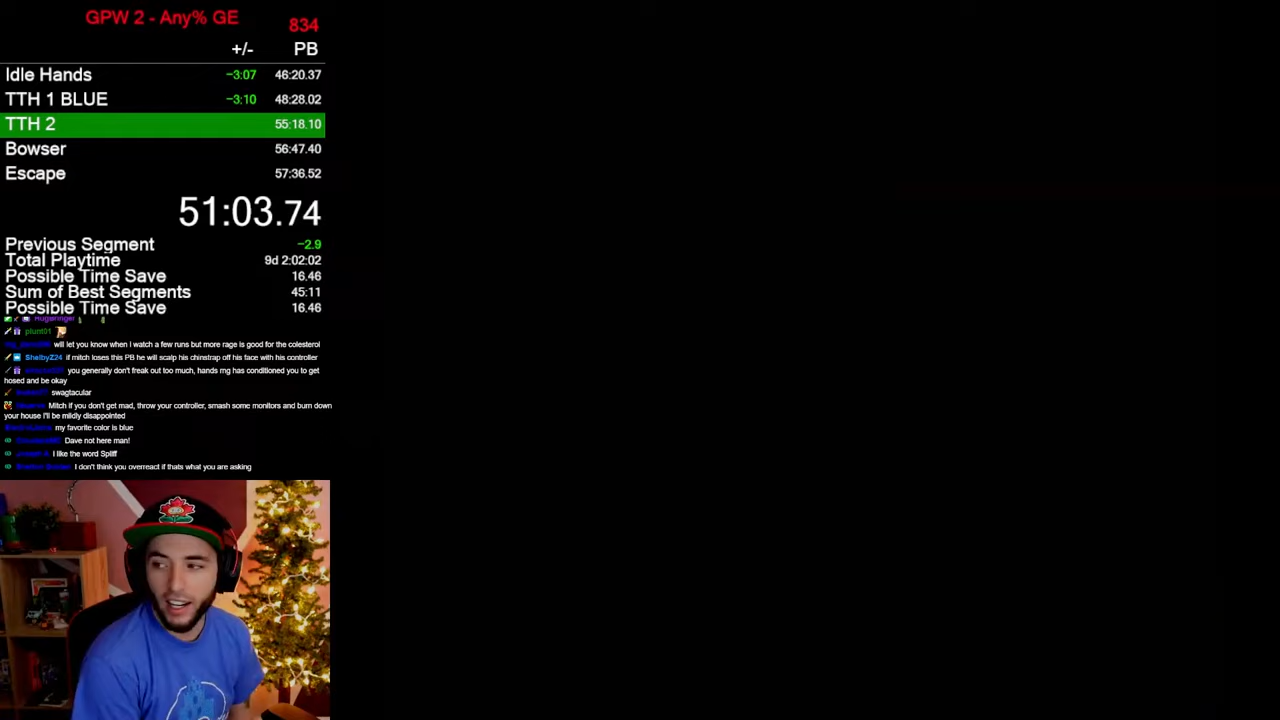 GPW 2 - Any% GE
834
+/- PB
Idle Hands -3:07 46:20.37
TTH 1 BLUE -3:10 48:28.02
TTH 2 55:18.10
Bowser 56:47.40
Escape 57:36.52
51:03.74
Previous Segment -2.9
Total Playtime 9d 2:02:02
Possible Time Save 16.46
Sum of Best Segments 45:11
Possible Time Save 16.46
plunt01
will let you know when I watch a few runs but more rage is good for the colesterol
ShelbyZ24 if mitch loses this PB he will scalp his chinstrap off his face with his controller
you generally don't freak out too much, hands rng has conditioned you to get
hosed and be okay
swagtacular
Mitch if you don't get mad, throw your controller, smash some monitors and burn down
your house I'll be mildly disappointed
my favorite color is blue
Dave not here man!
I like the word Spliff
I don't think you overreact if thats what you are asking